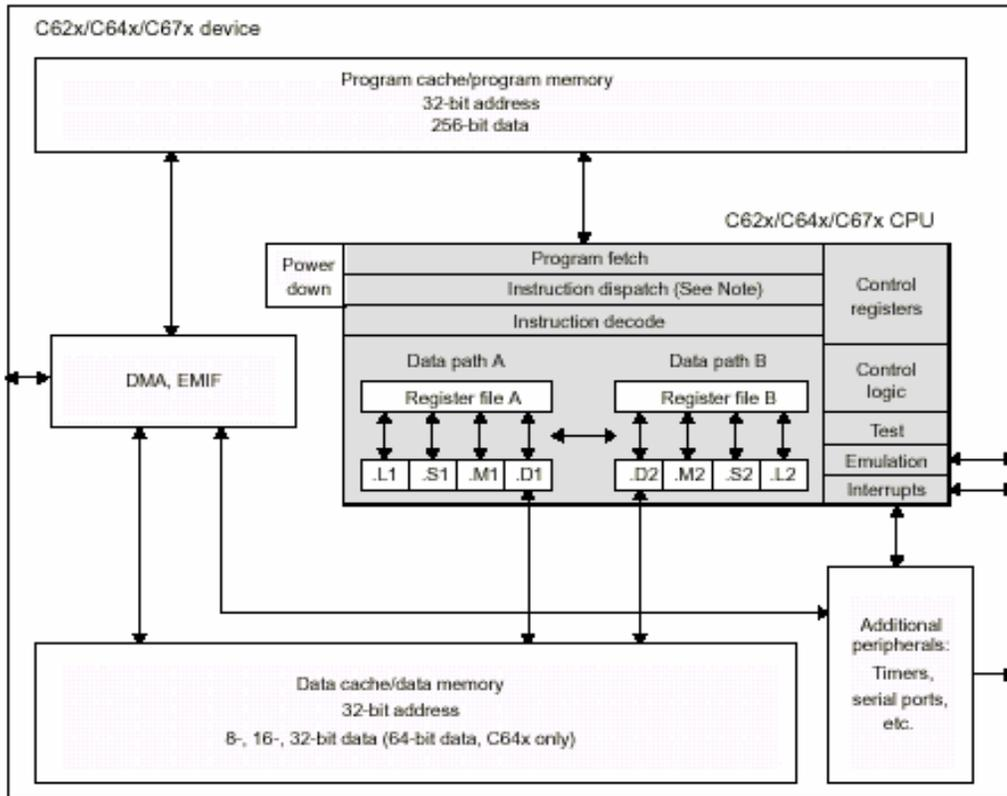 C62x/C64x/C67x device
Program cache/program memory
32-bit address
256-bit data
C62x/C64x/C67x CPU
Power
down
Program fetch
Instruction dispatch (See Note)
Instruction decode
Control
registers
DMA, EMIF
Data path A
Register file A
.L1 .S1 .M1 .D1
Data path B
Register file B
.D2 .M2 .S2 .L2
Control
logic
Test
Emulation
Interrupts
Data cache/data memory
32-bit address
8-, 16-, 32-bit data (64-bit data, C64x only)
Additional
peripherals:
Timers,
serial ports,
etc.